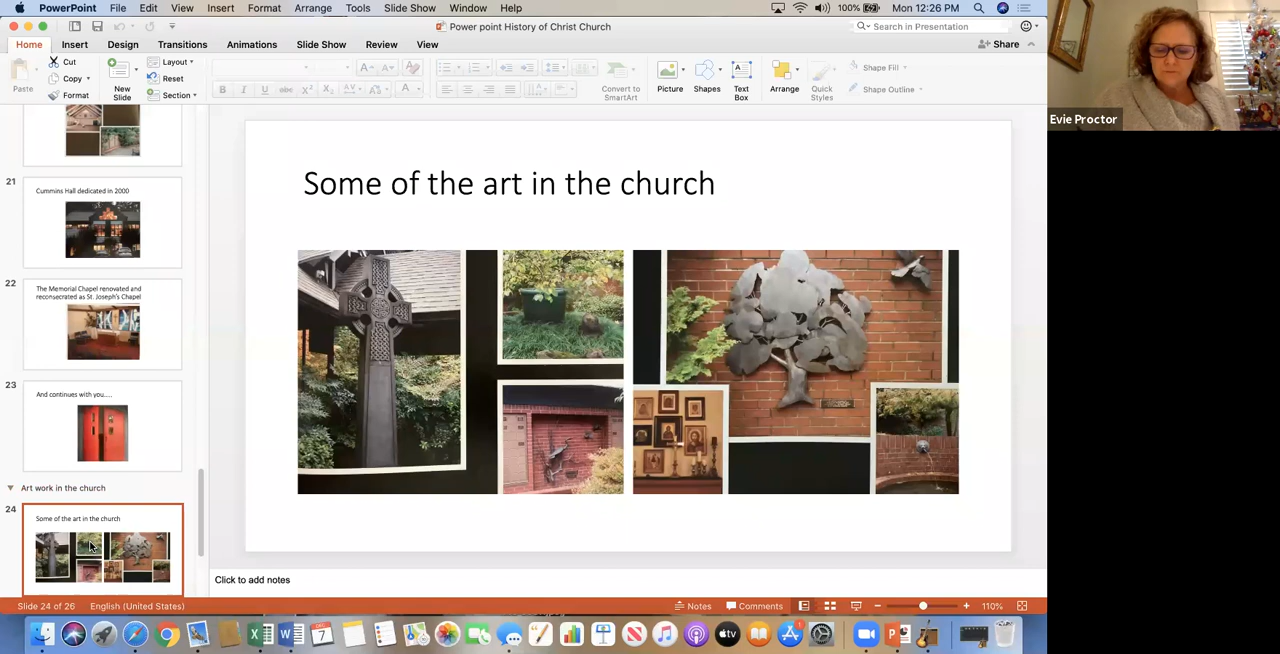 PowerPoint File Edit View Insert Format Arrange Tools Slide Show Window Help
100% Mon 12:26 PM
Power point History of Christ Church
Search in Presentation
Home Insert Design Transitions Animations Slide Show Review View
Share
Paste
Cut
Copy
Format
New
Slide
Layout
Reset
Section
Convert to
SmartArt
Picture
Shapes
Text
Box
Arrange
Quick
Styles
Shape Fill
Shape Outline
21
Cummins Hall dedicated in 2000
22
The Memorial Chapel renovated and
reconsecrated as St. Joseph's Chapel
23
And continues with you....
Art work in the church
24
Some of the art in the church
Some of the art in the church
Click to add notes
Slide 24 of 26 English (United States)
Notes Comments 110%
Evie Proctor